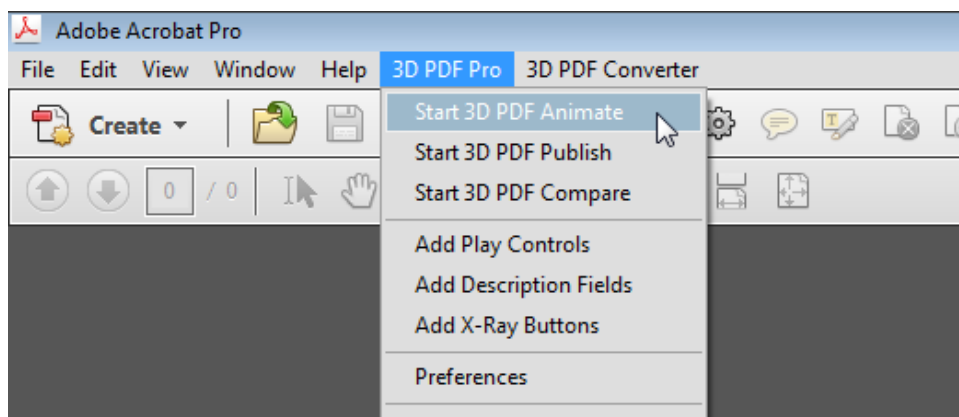 Adobe Acrobat Pro
File Edit View Window Help 3D PDF Pro 3D PDF Converter
Create
Start 3D PDF Animate
Start 3D PDF Publish
0 / 0
Start 3D PDF Compare
Add Play Controls
Add Description Fields
Add X-Ray Buttons
Preferences